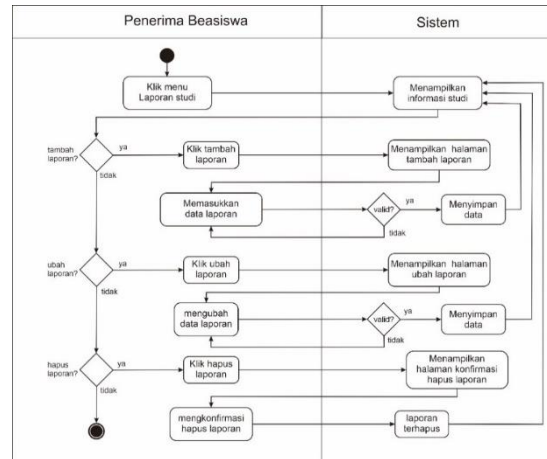 Penerima Beasiswa
Sistem
Klik menu
Laporan studi
Menampilkan
informasi studi
tambah
laporan?
ya
tidak
Klik tambah
laporan
Menampilkan halaman
tambah laporan
Memasukkan
data laporan
valid?
ya
tidak
Menyimpan
data
ubah
laporan?
ya
tidak
Klik ubah
laporan
Menampilkan halaman
ubah laporan
mengubah
data laporan
valid?
ya
tidak
Menyimpan
data
hapus
laporan?
ya
tidak
Klik hapus
laporan
Menampilkan
halaman konfirmasi
hapus laporan
mengkonfirmasi
hapus laporan
laporan
terhapus